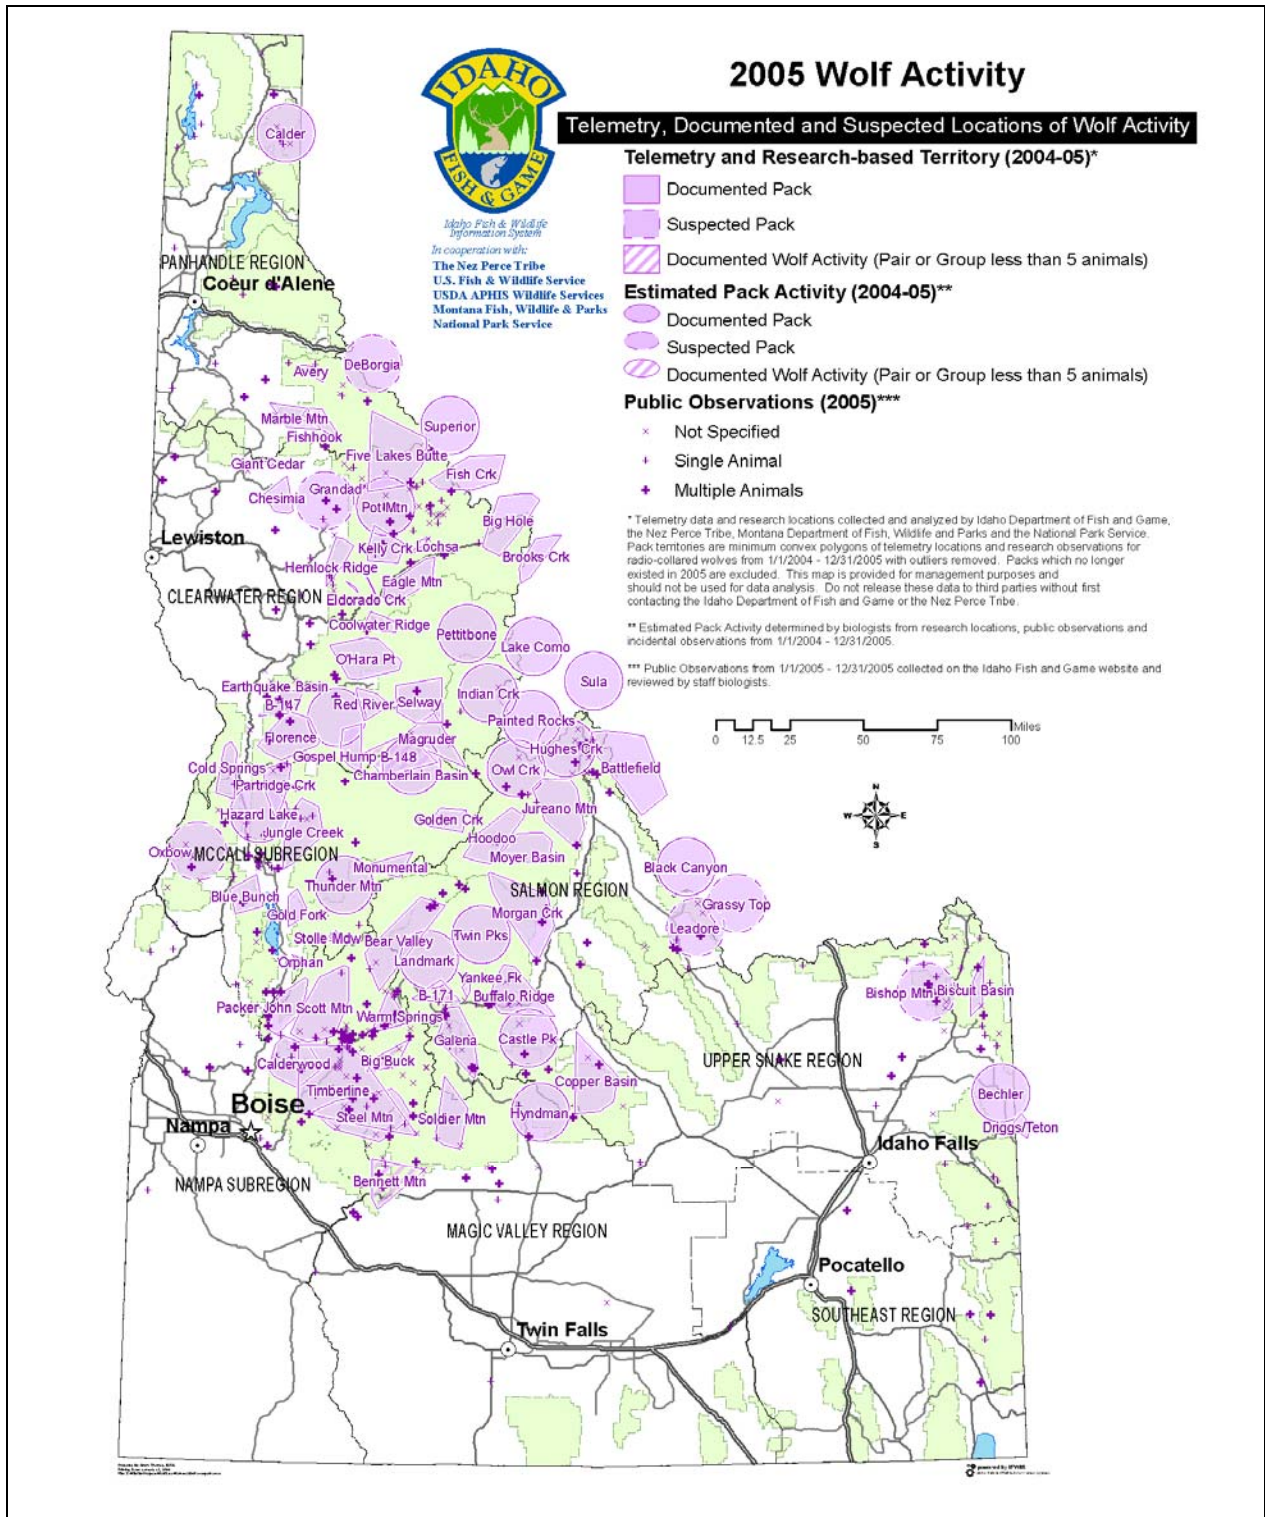 2005 Wolf Activity
Telemetry, Documented and Suspected Locations of Wolf Activity
IDAHO
FISH & GAME
Idaho Fish & Wildlife
Information System
In cooperation with:
The Nez Perce Tribe
U.S. Fish & Wildlife Service
USDA APHIS Wildlife Services
Montana Fish, Wildlife & Parks
National Park Service
Telemetry and Research-based Territory (2004-05)*
Documented Pack
Suspected Pack
Documented Wolf Activity (Pair or Group less than 5 animals)
Estimated Pack Activity (2004-05)**
Documented Pack
Suspected Pack
Documented Wolf Activity (Pair or Group less than 5 animals)
Public Observations (2005)***
Not Specified
Single Animal
Multiple Animals
* Telemetry data and research locations collected and analyzed by Idaho Department of Fish and Game,
the Nez Perce Tribe, Montana Department of Fish, Wildlife and Parks and the National Park Service.
Pack territories are minimum convex polygons of telemetry locations and research observations for
radio-collared wolves from 1/1/2004 - 12/31/2005 with outliers removed. Packs which no longer
existed in 2005 are excluded. This map is provided for management purposes and
should not be used for data analysis. Do not release these data to third parties without first
contacting the Idaho Department of Fish and Game or the Nez Perce Tribe.
** Estimated Pack Activity determined by biologists from research locations, public observations and
incidental observations from 1/1/2004 - 12/31/2005.
*** Public Observations from 1/1/2005 - 12/31/2005 collected on the Idaho Fish and Game website and
reviewed by staff biologists.
Miles
0 12.5 25 50 75 100
N
W E
S
Calder
PANHANDLE REGION
Coeur d'Alene
DeBorgia
Avery
Marble Mtn
Superior
Fishhook
Five Lakes Butte
Giant Cedar
Fish Crk
Grandad
Chesimia
Pot Mtn
Big Hole
Lewiston
Kelly Crk
Lochsa
Brooks Crk
Hemlock Ridge
Eagle Mtn
CLEARWATER REGION
Eldorado Crk
Coolwater Ridge
Pettitbone
Lake Como
O'Hara Pt
Sula
Earthquake Basin
Indian Crk
B-147
Red River
Selway
Painted Rocks
Florence
Magruder
Hughes Crk
Gospel Hump
B-148
Cold Springs
Chamberlain Basin
Owl Crk
Battlefield
Partridge Crk
Jureano Mtn
Hazard Lake
Golden Crk
Jungle Creek
Hoodoo
Oxbow
MCCALL SUBREGION
Moyer Basin
Monumental
Black Canyon
Thunder Mtn
SALMON REGION
Blue Bunch
Grassy Top
Gold Fork
Morgan Crk
Leadore
Stolle Mdw
Bear Valley
Twin Pks
Orphan
Landmark
Yankee Fk
Bishop Mtn
Biscuit Basin
B-171
Buffalo Ridge
Packer John
Scott Mtn
Warm Springs
Galena
Castle Pk
Calderwood
Big Buck
UPPER SNAKE REGION
Copper Basin
Timberline
Bechler
Boise
Steel Mtn
Soldier Mtn
Hyndman
Nampa
Driggs/Teton
Idaho Falls
NAMPA SUBREGION
Bennett Mtn
MAGIC VALLEY REGION
Pocatello
SOUTHEAST REGION
Twin Falls